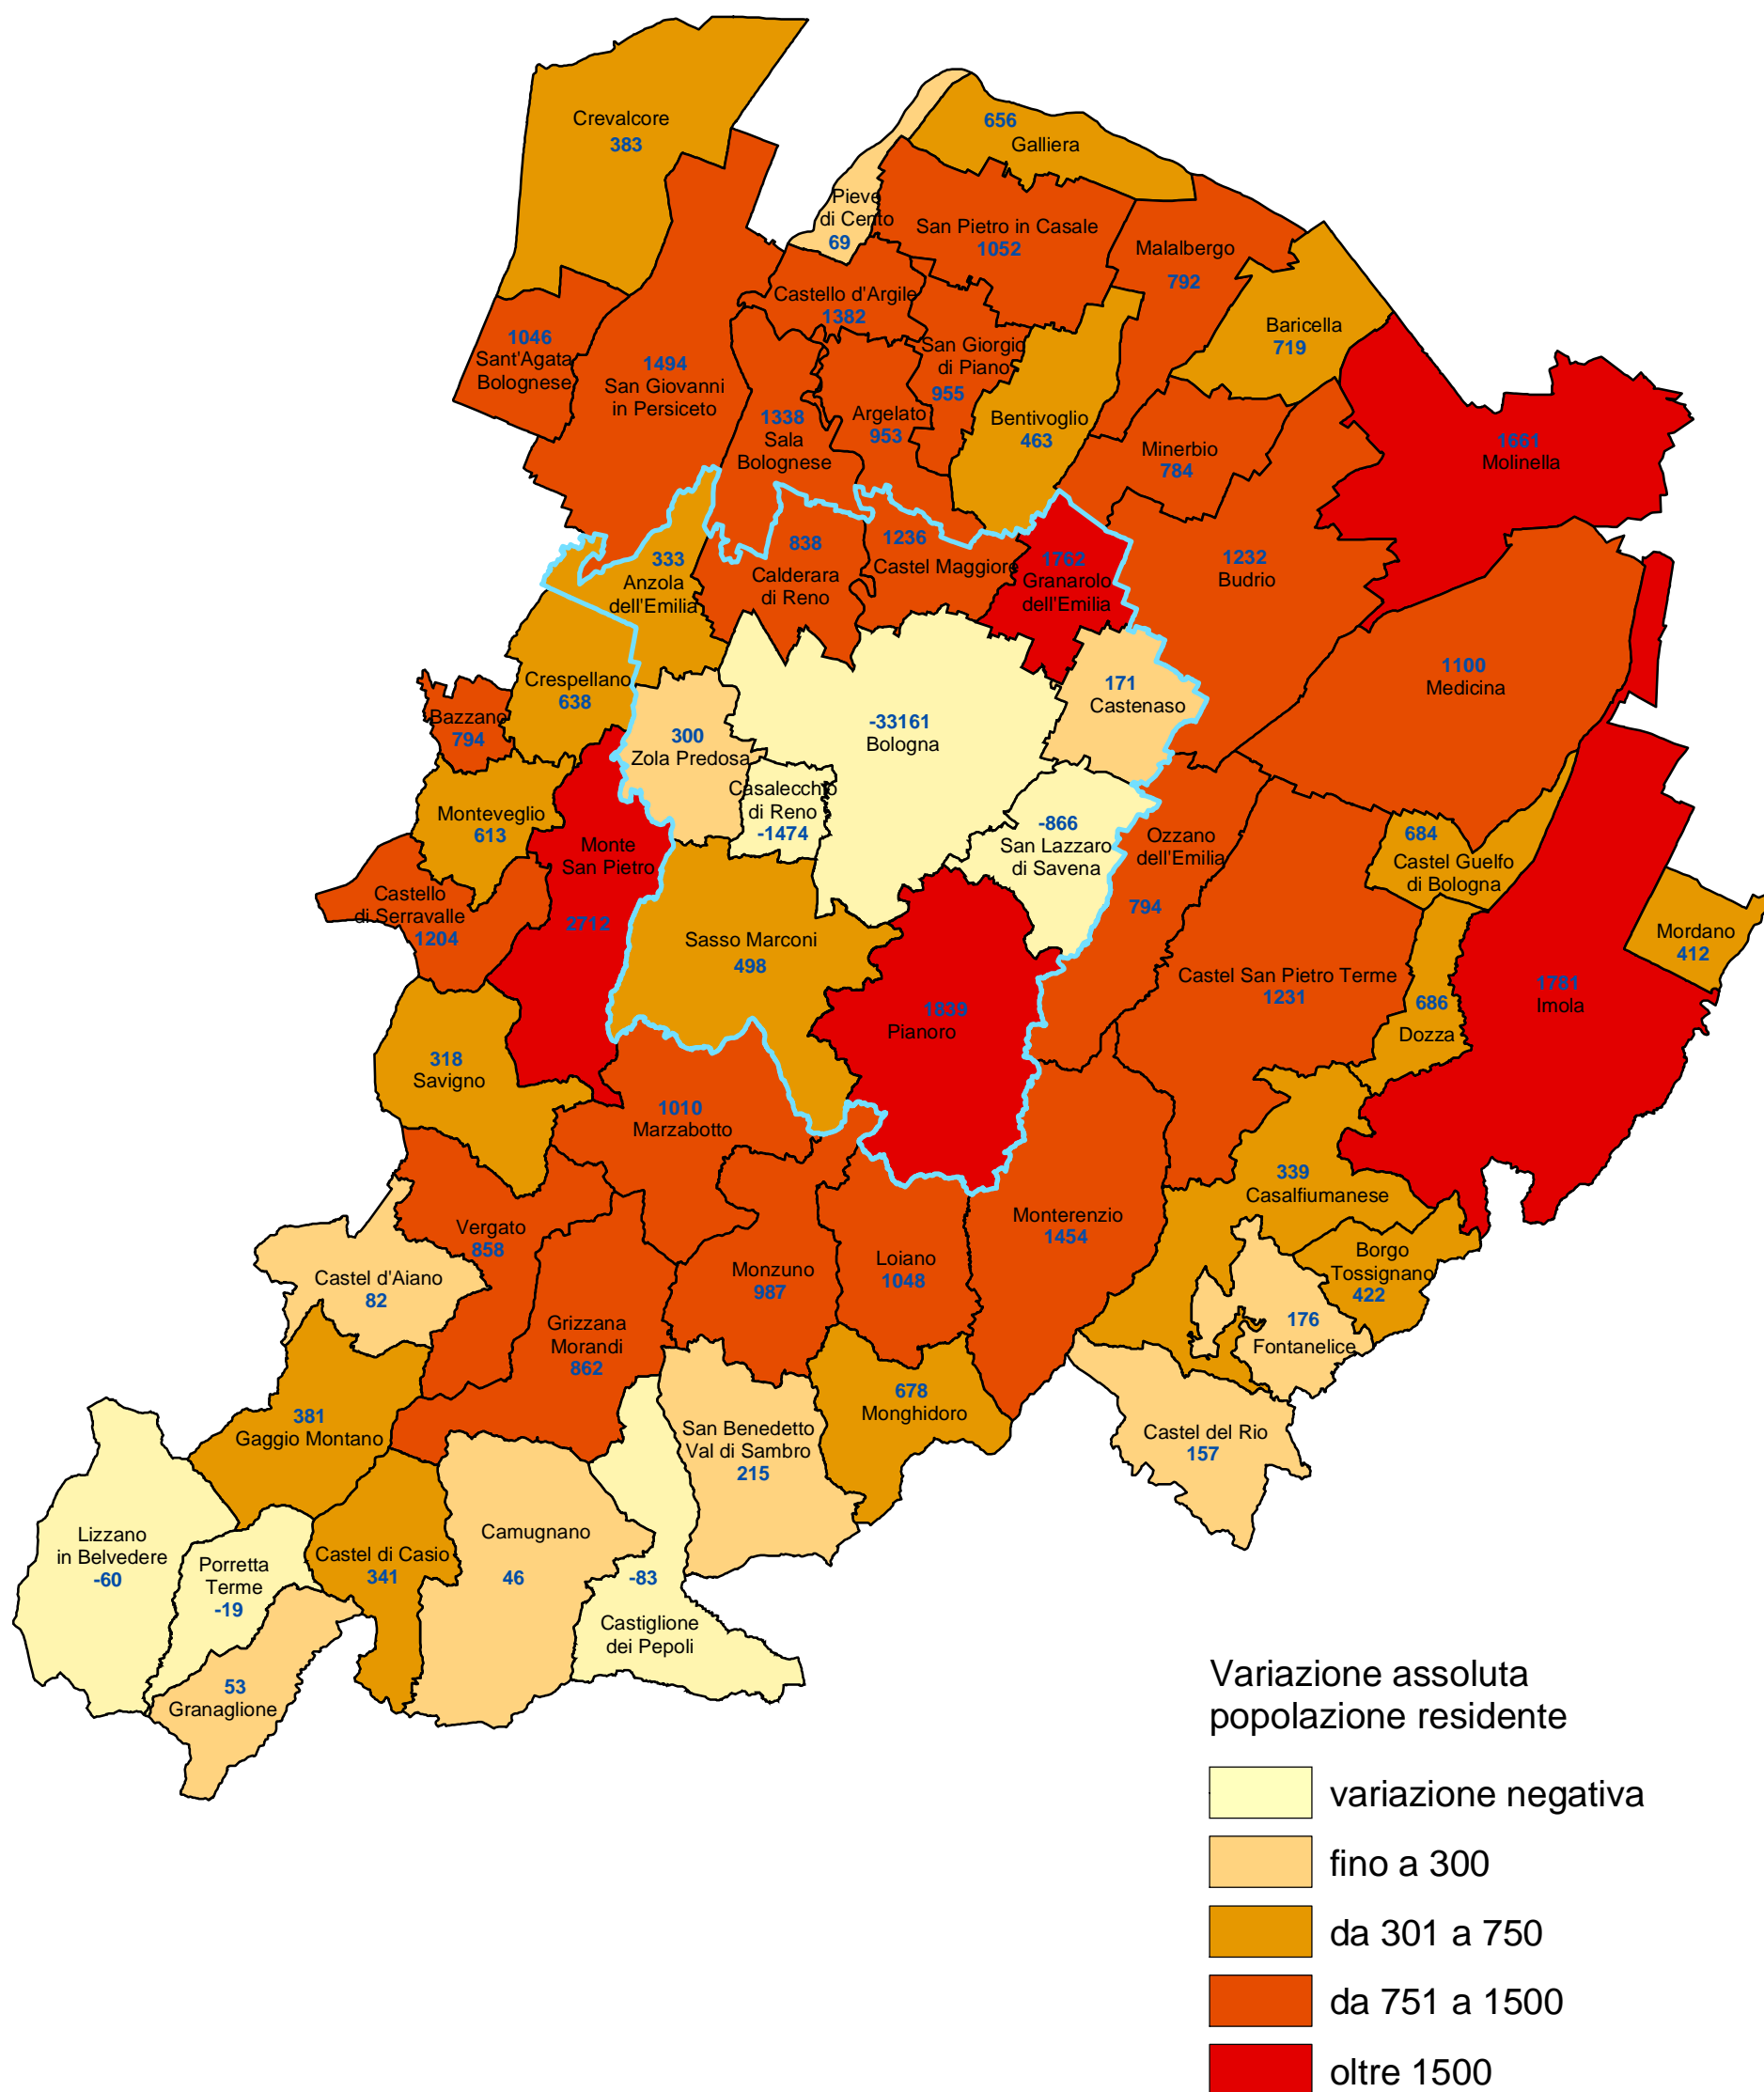 Crevalcore
383
656
Galliera
Pieve
di Cento
69
San Pietro in Casale
1052
Malalbergo
792
Castello d'Argile
1382
Baricella
719
1046
Sant'Agata
Bolognese
1494
San Giovanni
in Persiceto
San Giorgio
di Piano
955
1338
Sala
Bolognese
Argelato
953
Bentivoglio
463
Minerbio
784
1661
Molinella
333
Anzola
dell'Emilia
838
Calderara
di Reno
1236
Castel Maggiore
1762
Granarolo
dell'Emilia
1232
Budrio
1100
Medicina
Crespellano
638
Bazzano
794
300
Zola Predosa
-33161
Bologna
171
Castenaso
Monteveglio
613
Casalecchio
di Reno
-1474
-866
San Lazzaro
di Savena
Ozzano
dell'Emilia
794
684
Castel Guelfo
di Bologna
Monte
San Pietro
2712
Castello
di Serravalle
1204
Sasso Marconi
498
Mordano
412
Castel San Pietro Terme
1231
1781
Imola
686
Dozza
1839
Pianoro
318
Savigno
1010
Marzabotto
339
Casalfiumanese
Vergato
858
Monterenzio
1454
Castel d'Aiano
82
Monzuno
987
Loiano
1048
Borgo
Tossignano
422
Grizzana
Morandi
862
176
Fontanelice
381
Gaggio Montano
San Benedetto
Val di Sambro
215
678
Monghidoro
Castel del Rio
157
Lizzano
in Belvedere
-60
Porretta
Terme
-19
Castel di Casio
341
Camugnano
46
-83
Castiglione
dei Pepoli
53
Granaglione
Variazione assoluta
popolazione residente
variazione negativa
fino a 300
da 301 a 750
da 751 a 1500
oltre 1500